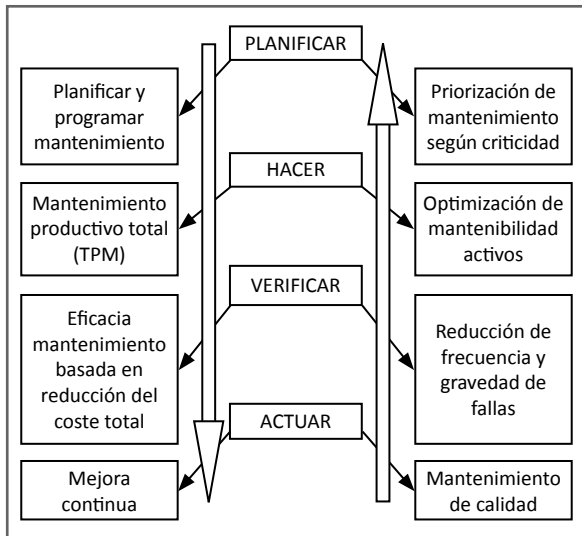 PLANIFICAR
Planificar y
programar
mantenimiento
Priorización de
mantenimiento
según criticidad
HACER
Mantenimiento
productivo total
(TPM)
Optimización de
mantenibilidad
activos
VERIFICAR
Eficacia
mantenimiento
basada en
reducción del
coste total
Reducción de
frecuencia y
gravedad de
fallas
ACTUAR
Mejora
continua
Mantenimiento
de calidad